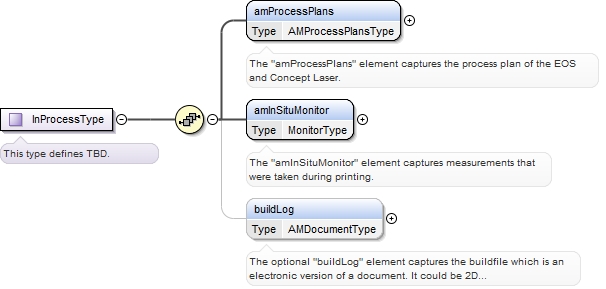 amProcessPlans
Type AMProcessPlansType
The "amProcessPlans" element captures the process plan of the EOS
and Concept Laser.
InProcessType
This type defines TBD.
amInSituMonitor
Type MonitorType
The "amInSituMonitor" element captures measurements that
were taken during printing.
buildLog
Type AMDocumentType
The optional "buildLog" element captures the buildfile which is an
electronic version of a document. It could be 2D...